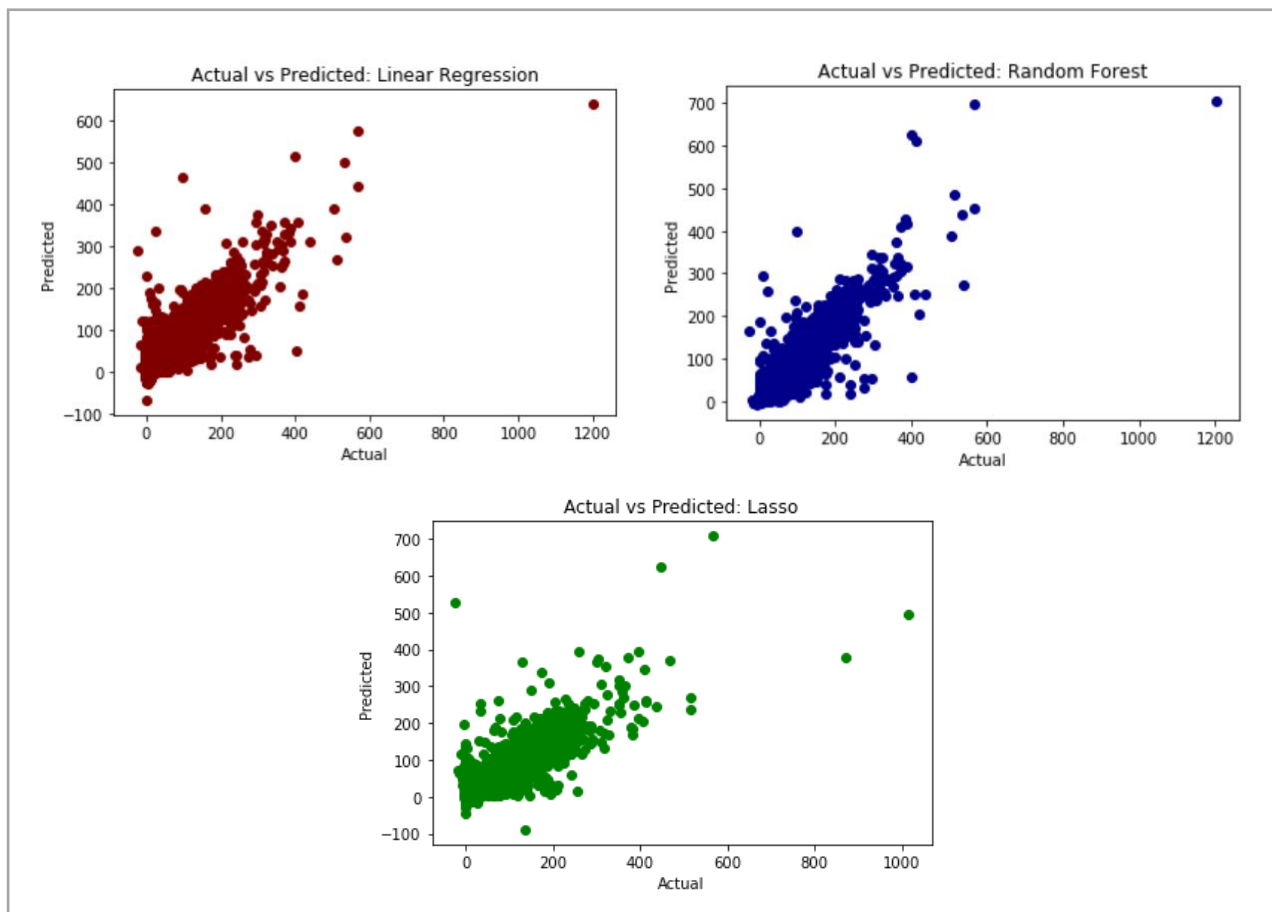 Actual vs Predicted: Linear Regression
600
500
400
300
200
100
0
−100
Predicted
0 200 400 600 800 1000 1200
Actual
Actual vs Predicted: Random Forest
700
600
500
400
300
200
100
0
Predicted
0 200 400 600 800 1000 1200
Actual
Actual vs Predicted: Lasso
700
600
500
400
300
200
100
0
−100
Predicted
0 200 400 600 800 1000
Actual